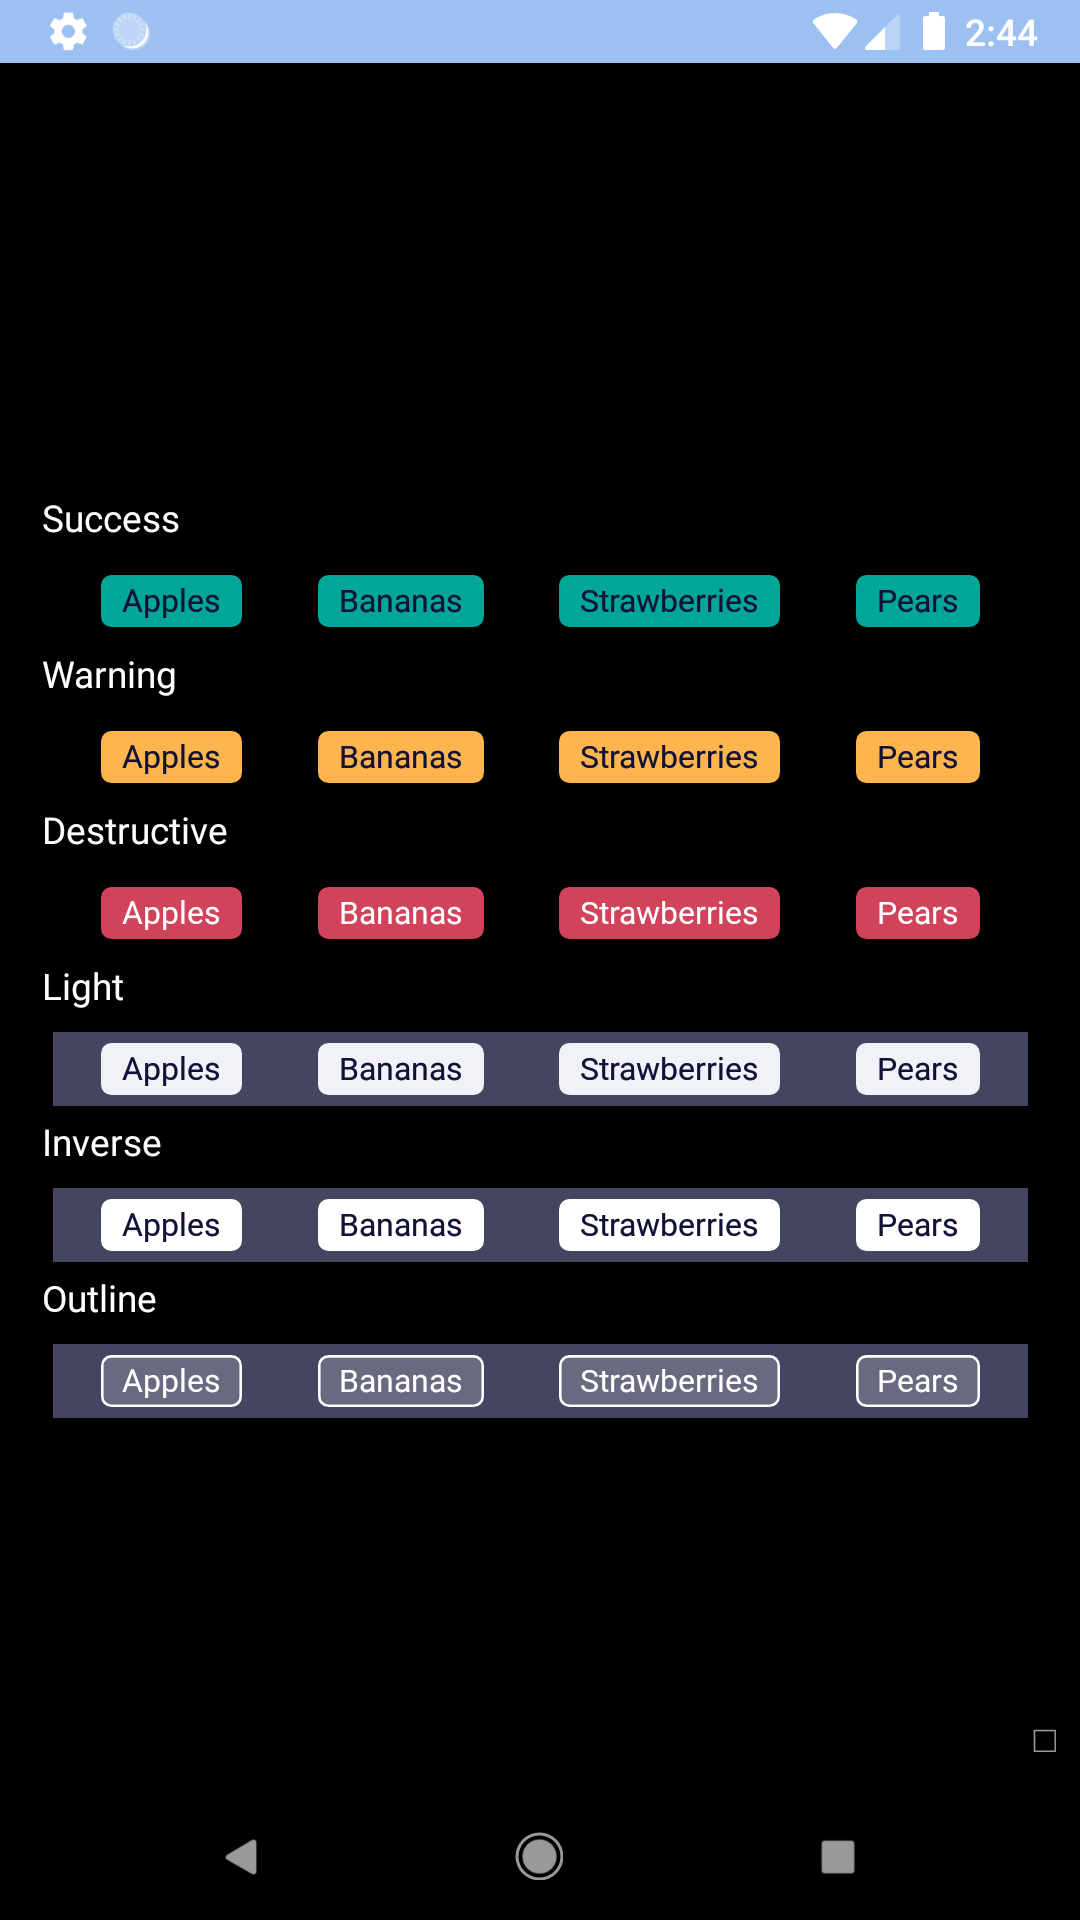 2:44
Success
Apples Bananas Strawberries Pears
Warning
Apples Bananas Strawberries Pears
Destructive
Apples Bananas Strawberries Pears
Light
Apples Bananas Strawberries Pears
Inverse
Apples Bananas Strawberries Pears
Outline
Apples Bananas Strawberries Pears